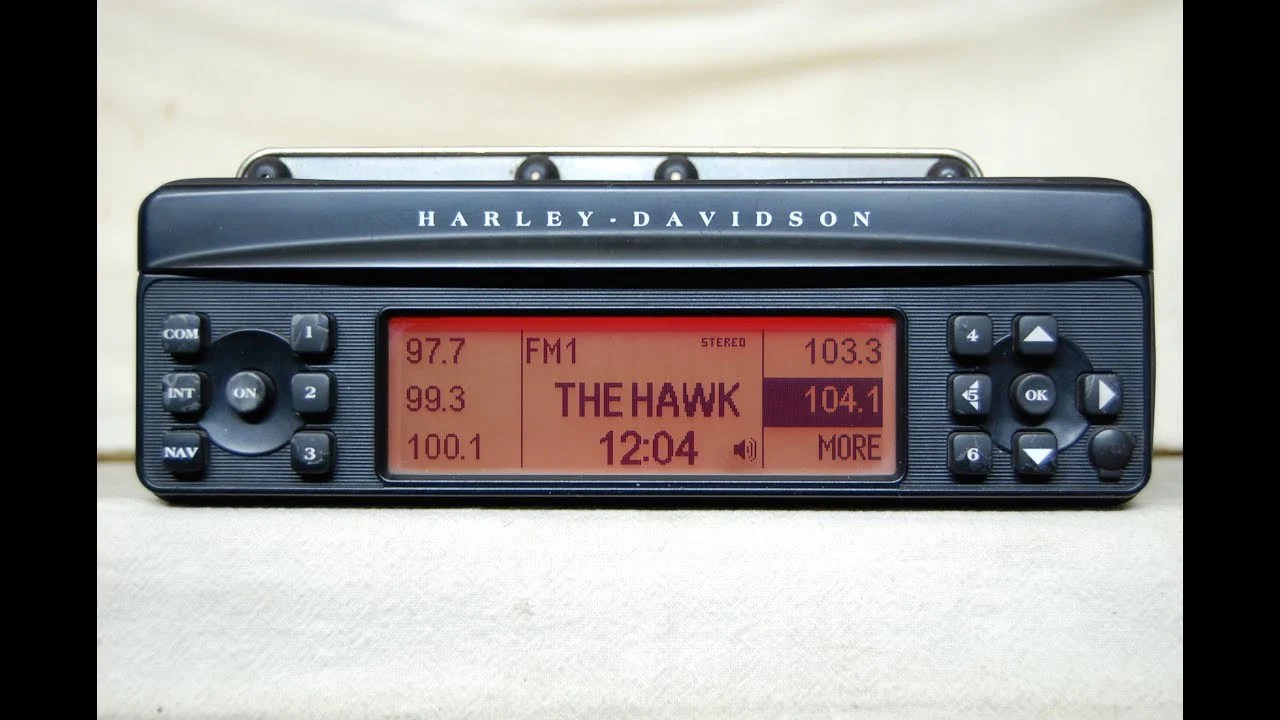 HARLEY-DAVIDSON
COM
1
INT
ON
2
NAV
3
97.7
99.3
100.1
FM1
STEREO
THE HAWK
12:04
103.3
104.1
MORE
4
5
OK
6